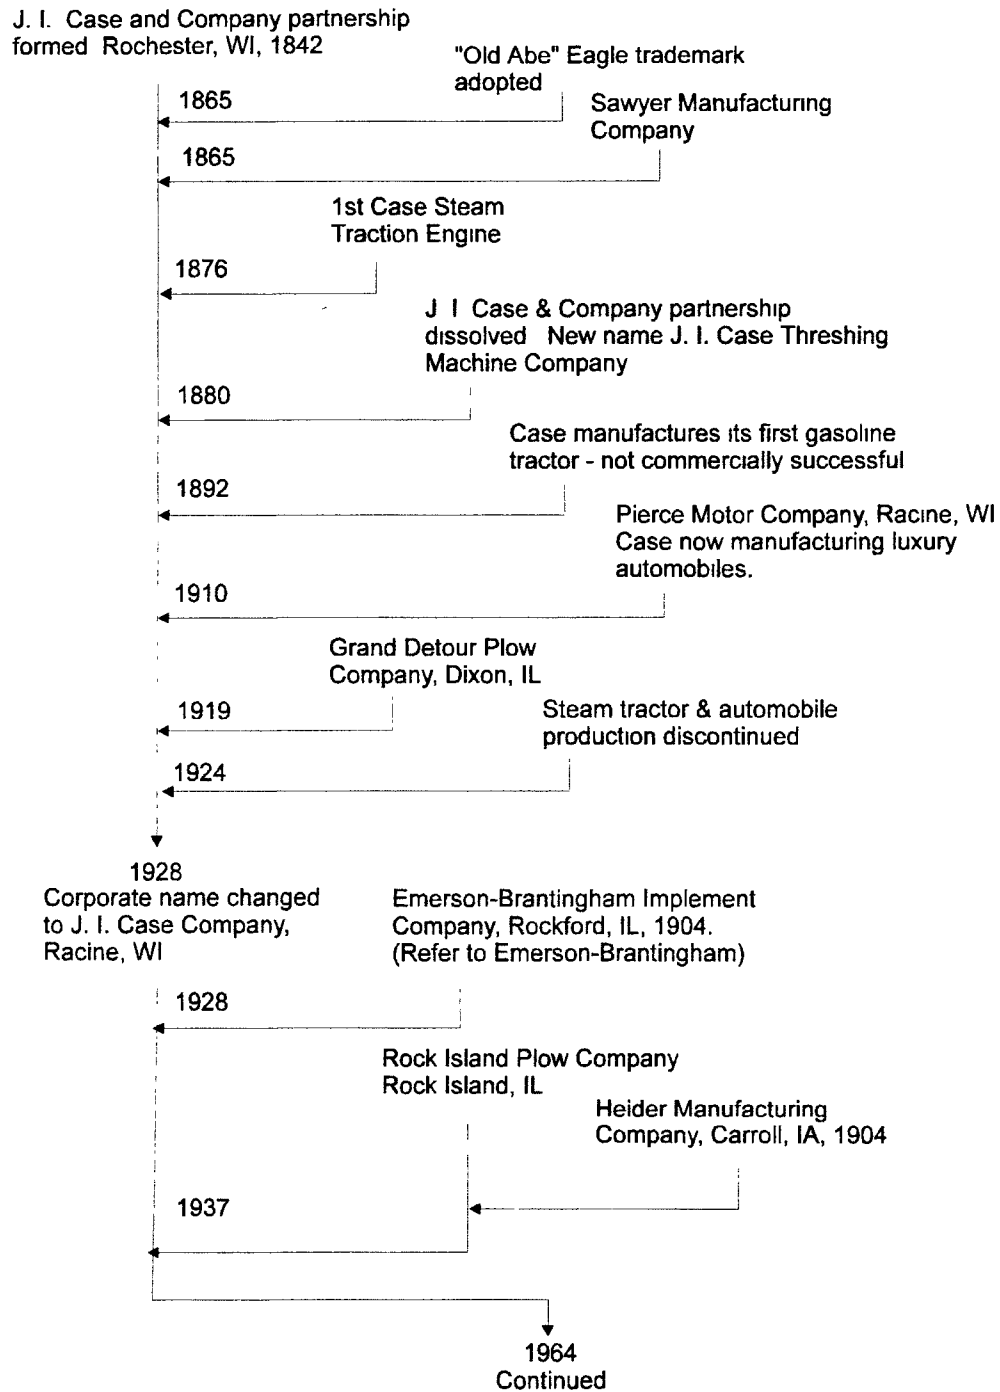 J. I. Case and Company partnership
formed Rochester, WI, 1842
"Old Abe" Eagle trademark
adopted
1865
Sawyer Manufacturing
Company
1865
1st Case Steam
Traction Engine
1876
J I Case & Company partnership
dissolved New name J. I. Case Threshing
Machine Company
1880
Case manufactures its first gasoline
tractor - not commercially successful
1892
Pierce Motor Company, Racine, WI
Case now manufacturing luxury
automobiles.
1910
Grand Detour Plow
Company, Dixon, IL
1919
Steam tractor & automobile
production discontinued
1924
1928
Corporate name changed
to J. I. Case Company,
Racine, WI
Emerson-Brantingham Implement
Company, Rockford, IL, 1904.
(Refer to Emerson-Brantingham)
1928
Rock Island Plow Company
Rock Island, IL
Heider Manufacturing
Company, Carroll, IA, 1904
1937
1964
Continued